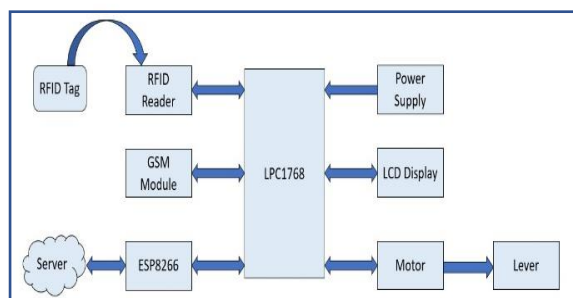 RFID Tag
RFID
Reader
GSM
Module
Server
ESP8266
LPC1768
Power
Supply
LCD Display
Motor
Lever